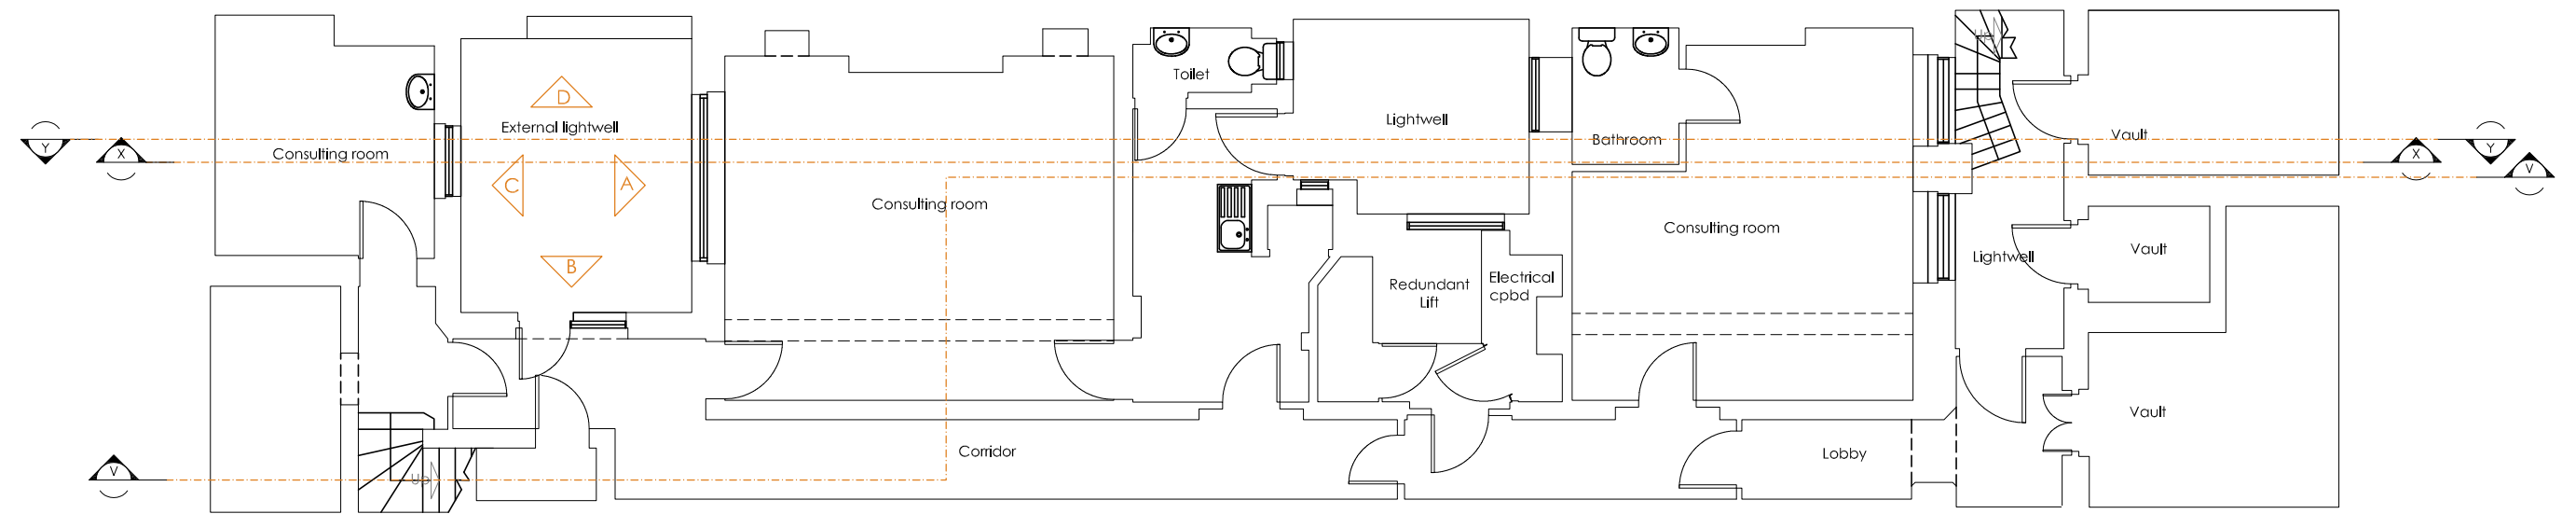 Up
Toilet
D
External lightwell
Lightwell
Vault
Bathroom
Y
X
Consulting room
X
Y
V
C
A
Consulting room
Consulting room
Vault
Lightwell
B
Redundant
Lift
Electrical
cpbd
Vault
Corridor
Lobby
V
Up